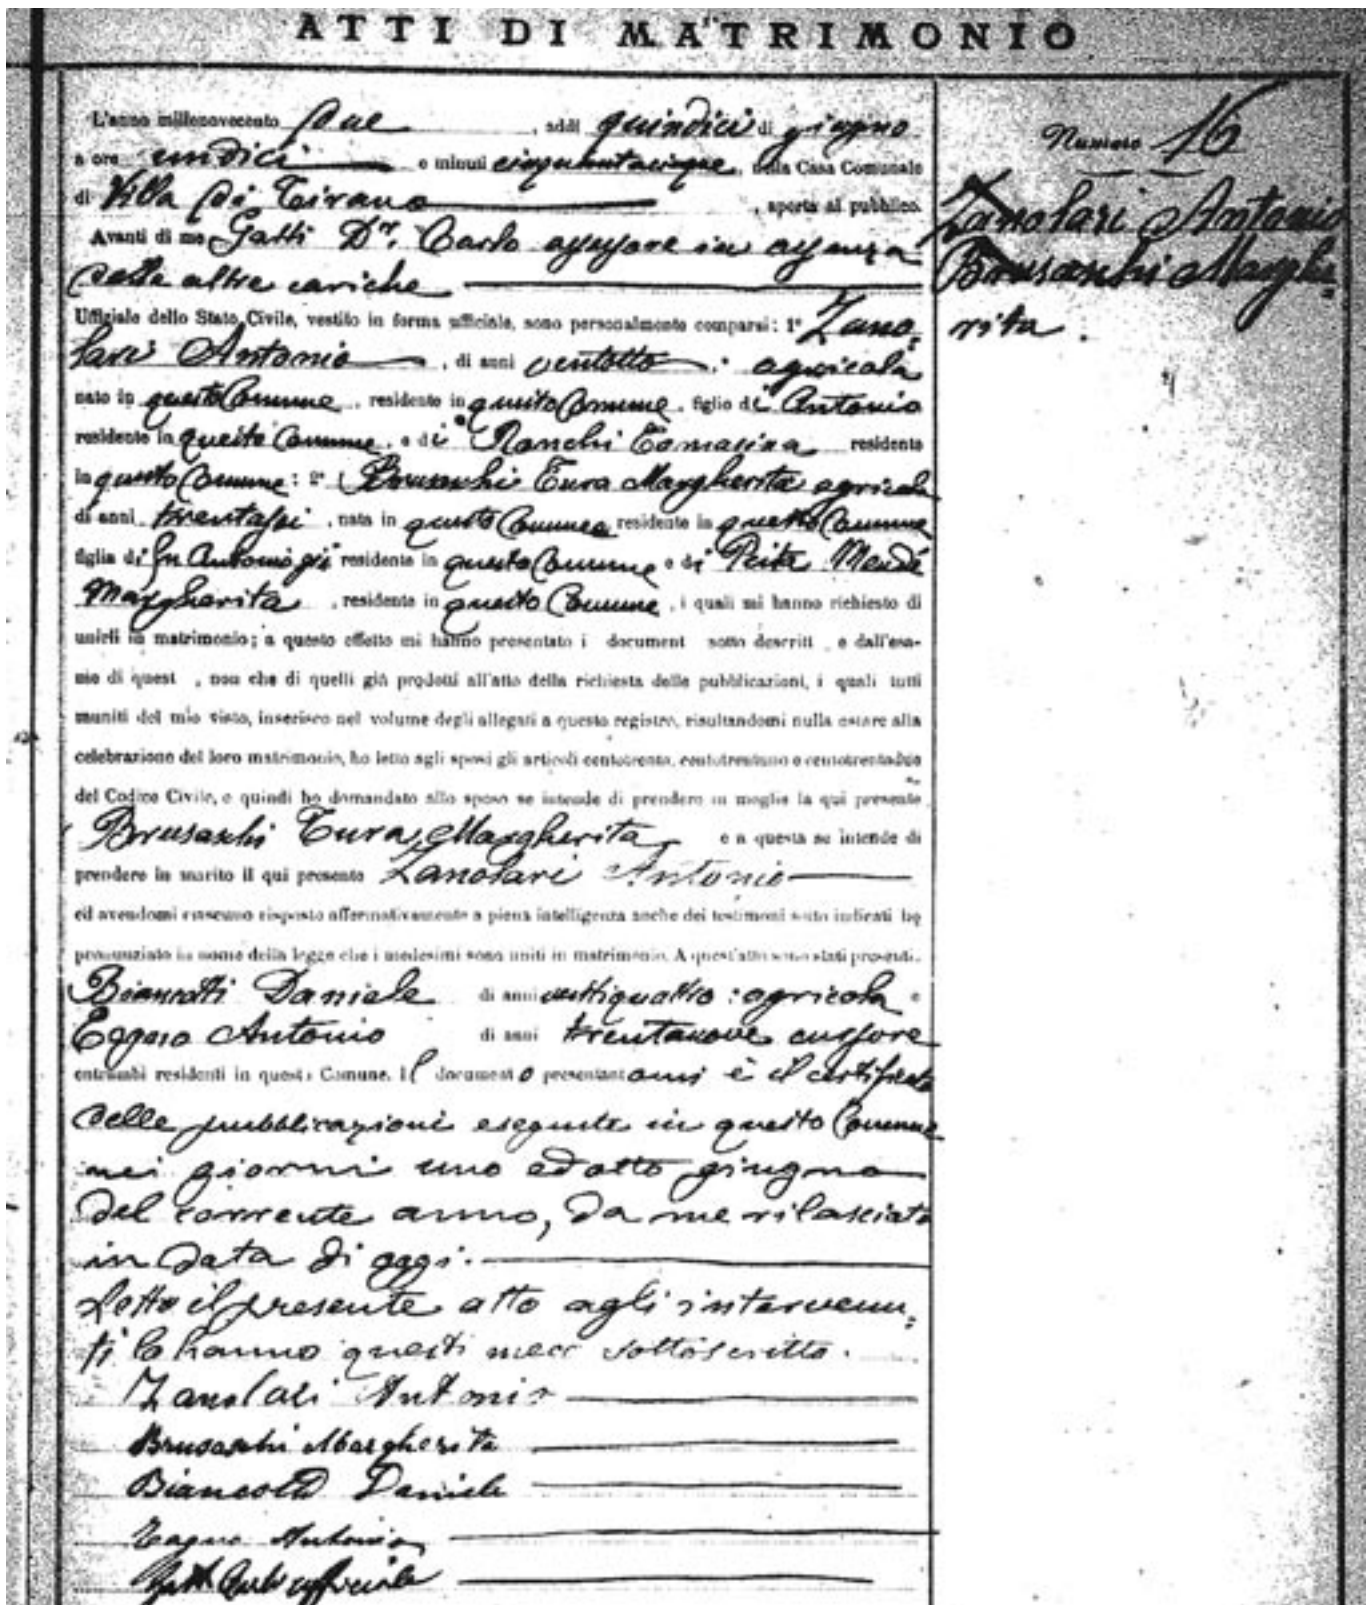 ATTI DI MATRIMONIO
L'anno millenovecento due, addì quindici di giugno
a ore undici e minuti cinquantacinque, nella Casa Comunale
di Villa di Tirano, aperta al pubblico.
Avanti di me Gatti Dr. Carlo assessore in assenza
delle altre cariche
Uffiziale dello Stato Civile, vestito in forma ufficiale, sono personalmente comparsi: 1° Zano-
lari Antonio, di anni ventotto: agricola
nato in questo Comune, residente in questo Comune, figlio di Antonio
residente in questo Comune, e di Ronchi Tomasina residente
in questo Comune: 2° Brusaschi Tura Margherita agricola
di anni trentasei, nata in questo Comune residente in questo Comune
figlia di fu Antonio già residente in questo Comune e di
Margherita, residente in questo Comune, i quali mi hanno richiesto di
unirli in matrimonio; a questo effetto mi hanno presentato i document sotto descritt, e dall'esa-
me di quest, non che di quelli già prodotti all'atto della richiesta delle pubblicazioni, i quali tutti
muniti del mio visto, inserisco nel volume degli allegati a questo registro, risultandomi nulla ostare alla
celebrazione del loro matrimonio, ho letto agli sposi gli articoli centotrenta, centotrentuno e centotrentadue
del Codice Civile, e quindi ho domandato allo sposo se intende di prendere in moglie la qui presente
Brusaschi Tura Margherita e a questa se intende di
prendere in marito il qui presente Zanolari Antonio
ed avendomi ciascuno risposto affermativamente a piena intelligenza anche dei testimoni sotto indicati ho
pronunziato in nome della legge che i medesimi sono uniti in matrimonio. A quest'atto sono stati presenti.
Biancotti Daniele di anni ventiquattro: agricola e
Antonio di anni trentanove cursore
entrambi residenti in questo Comune. Il documento presentatomi è il certificato
delle pubblicazioni eseguite in questo Comune
nei giorni uno ed otto giugno
del corrente anno, da me rilasciato
in data di oggi.
Letto il presente atto agli intervenu-
ti lo hanno questi meco sottoscritto.
Zanolari Antonio
Brusaschi Margherita
Biancotti Daniele
Antonio
Gatti Carlo ufficiale
Numero 16
Zanolari Antonio
Brusaschi Marghe-
rita.